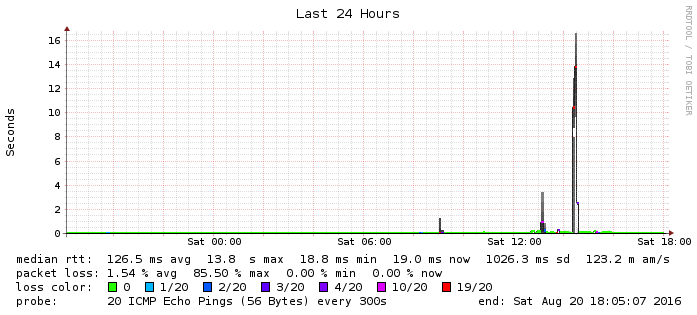 Last 24 Hours
RRDTOOL / TOBI OETIKER
Seconds
16
14
12
10
8
6
4
2
0
Sat 00:00 Sat 06:00 Sat 12:00 Sat 18:00
median rtt: 126.5 ms avg 13.8 s max 18.8 ms min 19.0 ms now 1026.3 ms sd 123.2 m am/s
packet loss: 1.54 % avg 85.50 % max 0.00 % min 0.00 % now
loss color: 0 1/20 2/20 3/20 4/20 10/20 19/20
probe: 20 ICMP Echo Pings (56 Bytes) every 300s end: Sat Aug 20 18:05:07 2016